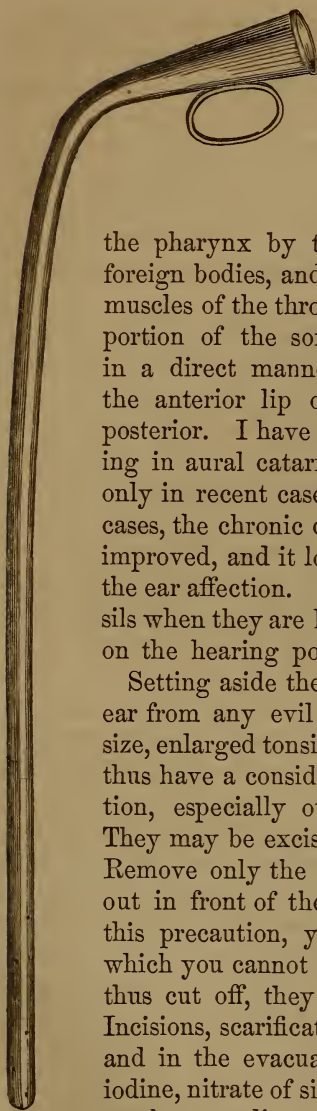 the pharynx by t
foreign bodies, and
muscles of the thro
portion of the sof
in a direct mann
the anterior lip o
posterior. I have
ing in aural catar
only in recent case
cases, the chronic c
improved, and it lo
the ear affection.
sils when they are l
on the hearing po
Setting aside the
ear from any evil
size, enlarged tonsi
thus have a consid
tion, especially o
They may be excis
Remove only the
out in front of the
this precaution, y
which you cannot
thus cut off, they
Incisions, scarificat
and in the evacua
iodine, nitrate of si